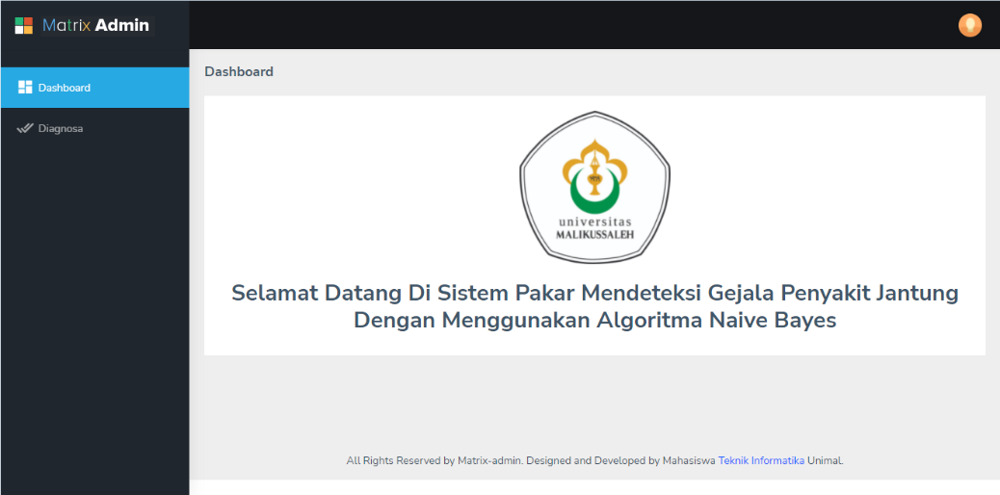 Matrix Admin
Dashboard
Diagnosa
Dashboard
universitas
MALIKUSSALEH
Selamat Datang Di Sistem Pakar Mendeteksi Gejala Penyakit Jantung
Dengan Menggunakan Algoritma Naive Bayes
All Rights Reserved by Matrix-admin. Designed and Developed by Mahasiswa Teknik Informatika Unimal.